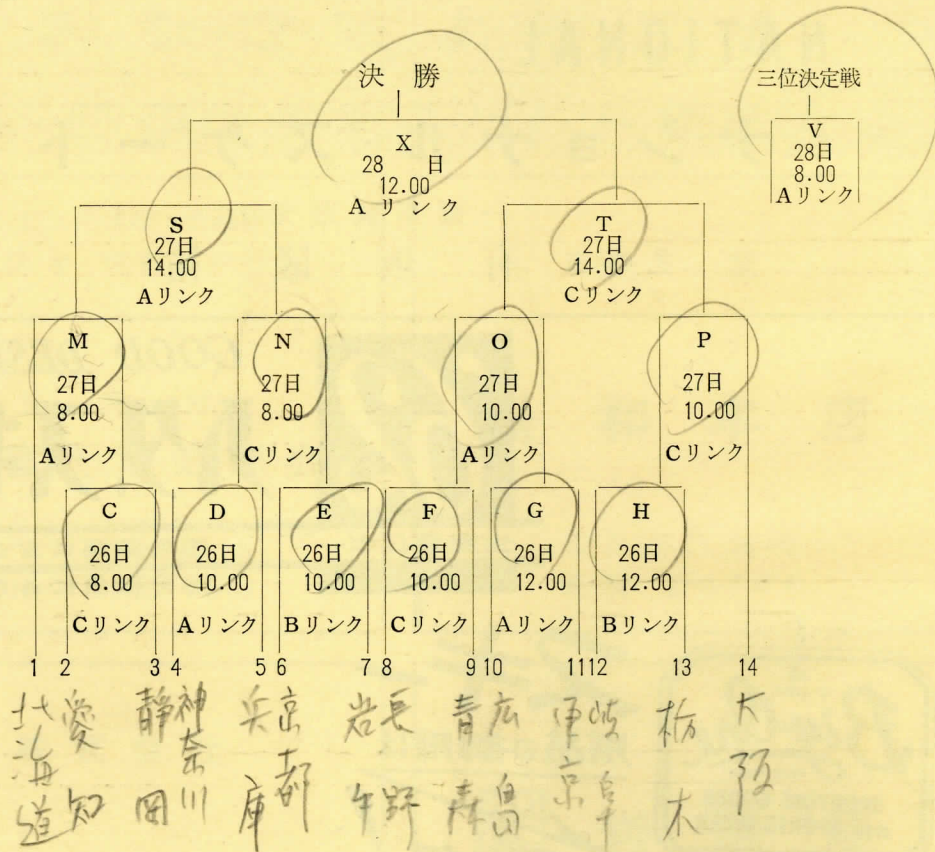 決 勝
三位決定戦
X
28 日
12.00
A リンク
V
28日
8.00
Aリンク
S
27日
14.00
Aリンク
T
27日
14.00
Cリンク
M
27日
8.00
Aリンク
N
27日
8.00
Cリンク
O
27日
10.00
Aリンク
P
27日
10.00
Cリンク
C
26日
8.00
Cリンク
D
26日
10.00
Aリンク
E
26日
10.00
Bリンク
F
26日
10.00
Cリンク
G
26日
12.00
Aリンク
H
26日
12.00
Bリンク
1 2 3 4 5 6 7 8 9 10 11 12 13 14
北海道
愛知
静岡
神奈川
兵庫
京都
岩手
長野
青森
広島
東京
岐阜
栃木
大阪